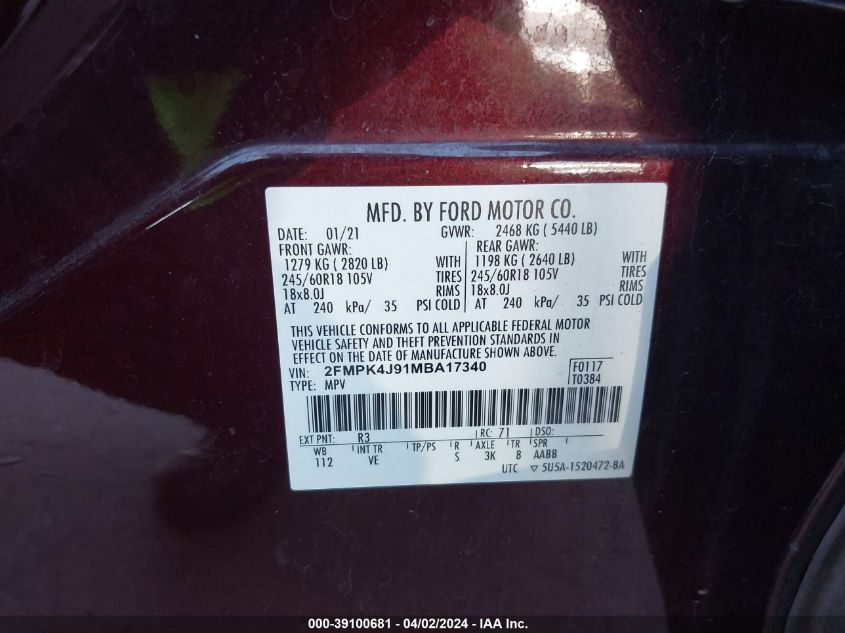 MFD. BY FORD MOTOR CO.
DATE: 01/21 GVWR: 2468 KG ( 5440 LB)
FRONT GAWR: REAR GAWR:
1279 KG ( 2820 LB) WITH 1198 KG ( 2640 LB) WITH
245/60R18 105V TIRES 245/60R18 105V TIRES
18x8.0J RIMS 18x8.0J RIMS
AT 240 kPa/ 35 PSI COLD AT 240 kPa/ 35 PSI COLD
THIS VEHICLE CONFORMS TO ALL APPLICABLE FEDERAL MOTOR
VEHICLE SAFETY AND THEFT PREVENTION STANDARDS IN
EFFECT ON THE DATE OF MANUFACTURE SHOWN ABOVE.
VIN: 2FMPK4J91MBA17340 F0117
TYPE: MPV T0384
EXT PNT: R3 RC: 71 DSO:
WB INT TR TP/PS R AXLE TR SPR
112 VE S 3K 8 AABB
UTC ▽ 5U5A-1520472-BA
000-39100681 - 04/02/2024 - IAA Inc.